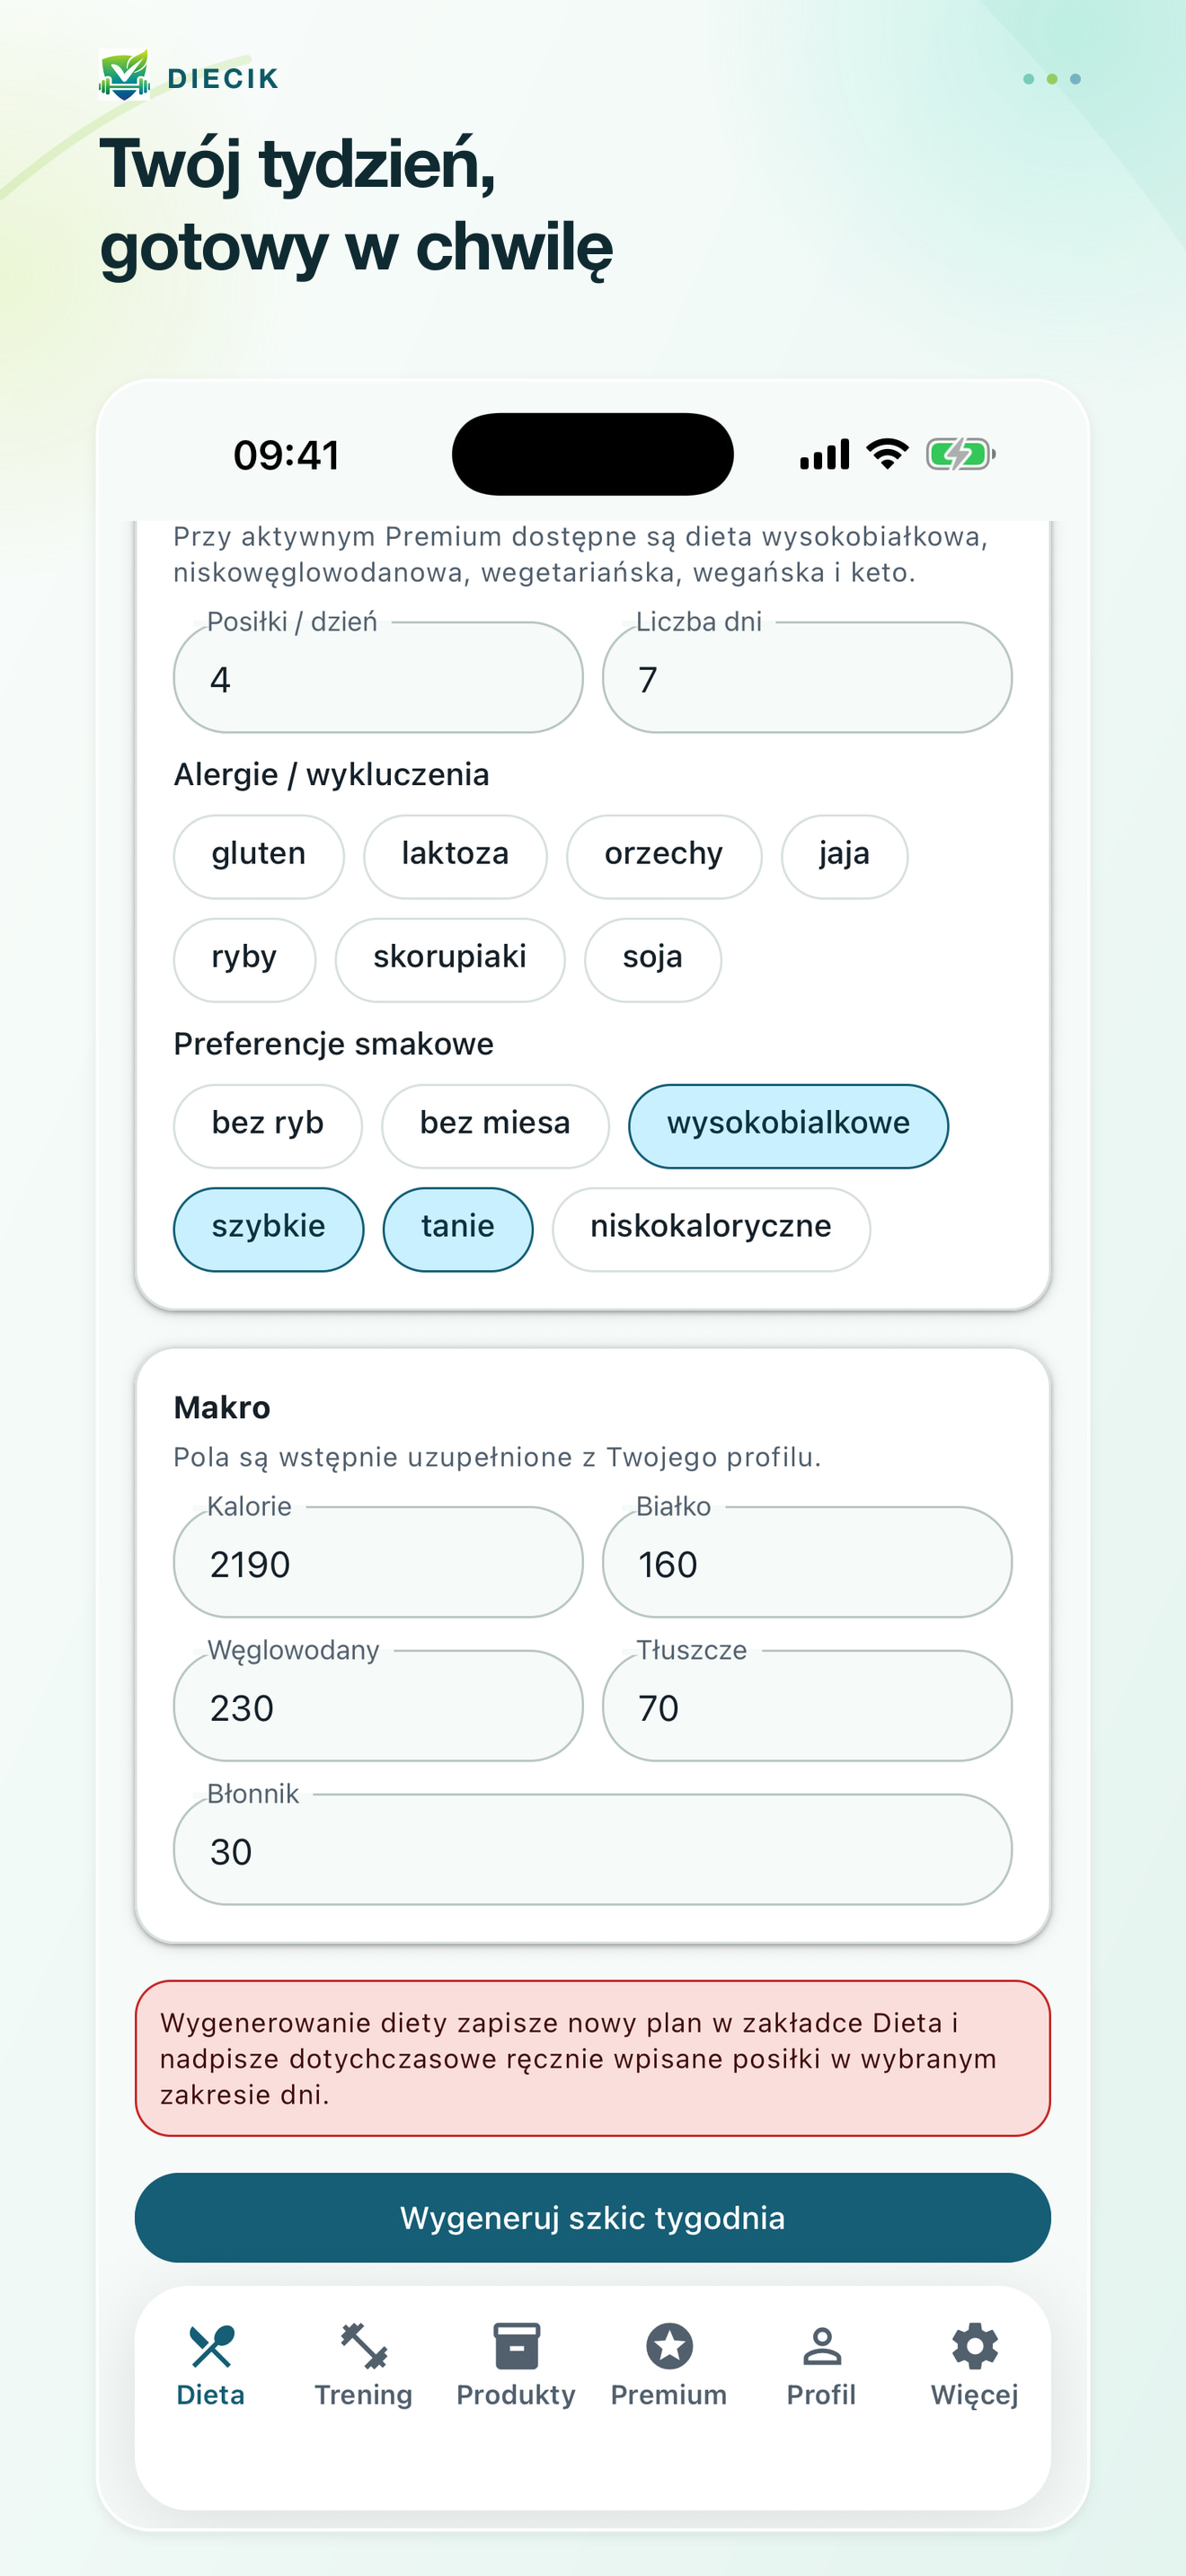 DIECIK
Twój tydzień,
gotowy w chwilę
09:41
Przy aktywnym Premium dostępne są dieta wysokobiałkowa,
niskowęglowodanowa, wegetariańska, wegańska i keto.
Posiłki / dzień
Liczba dni
4
7
Alergie / wykluczenia
gluten
laktoza
orzechy
jaja
ryby
skorupiaki
soja
Preferencje smakowe
bez ryb
bez miesa
wysokobialkowe
szybkie
tanie
niskokaloryczne
Makro
Pola są wstępnie uzupełnione z Twojego profilu.
Kalorie
Białko
2190
160
Węglowodany
Tłuszcze
230
70
Błonnik
30
Wygenerowanie diety zapisze nowy plan w zakładce Dieta i
nadpisze dotychczasowe ręcznie wpisane posiłki w wybranym
zakresie dni.
Wygeneruj szkic tygodnia
Dieta
Trening
Produkty
Premium
Profil
Więcej